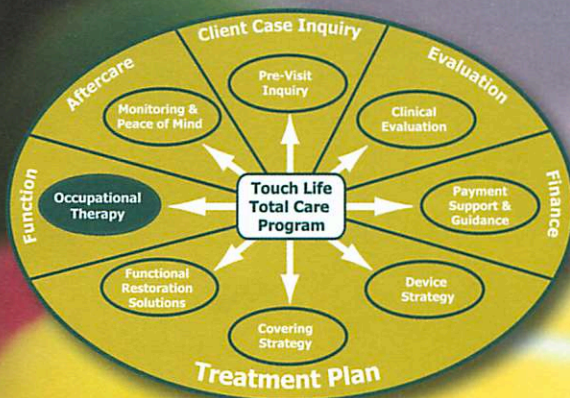 Client Case Inquiry
Pre-Visit
Inquiry
Evaluation
Clinical
Evaluation
Finance
Payment
Support &
Guidance
Treatment Plan
Device
Strategy
Covering
Strategy
Functional
Restoration
Solutions
Function
Occupational
Therapy
Aftercare
Monitoring &
Peace of Mind
Touch Life
Total Care
Program